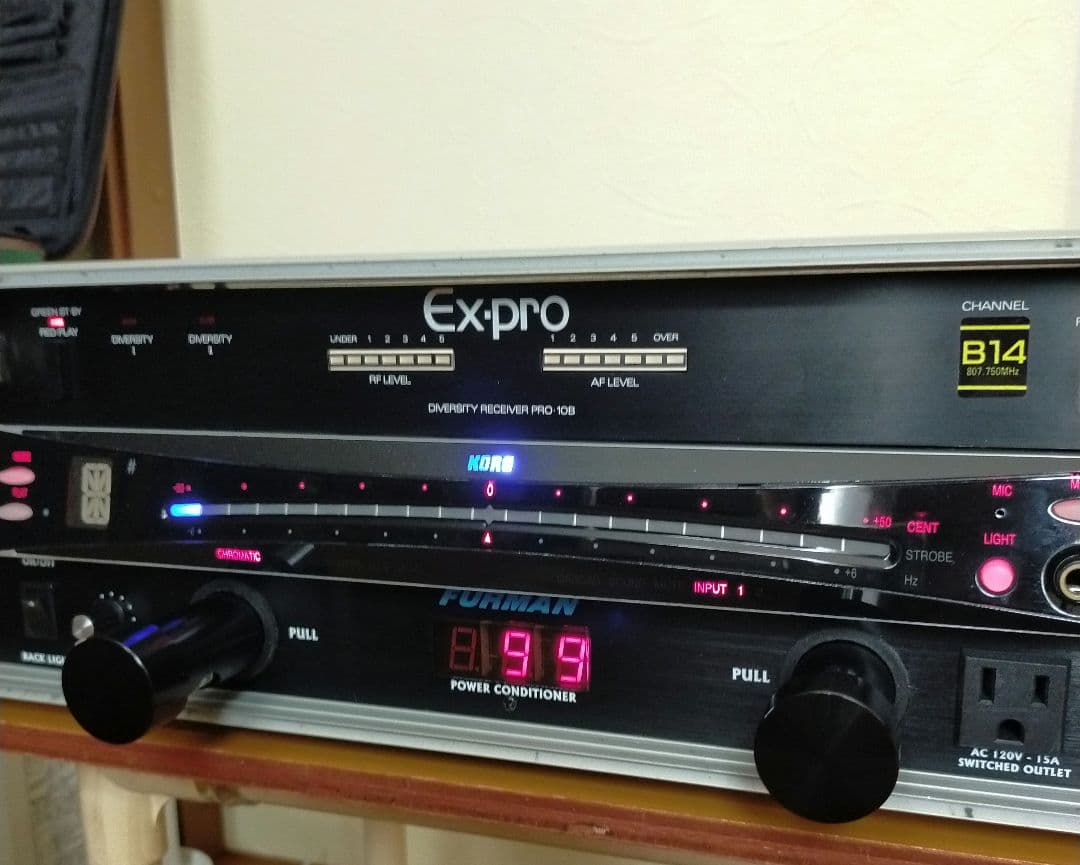 Ex-pro
CHANNEL
GREEN ST-BY
RED PLAY
DIVERSITY
DIVERSITY
UNDER 1 2 3 4 5
RF LEVEL
1 2 3 4 5 OVER
AF LEVEL
B14
807.750MHz
DIVERSITY RECEIVER PRO-10B
KORG
#
0
+50 CENT
MIC
LIGHT
STROBE
+6 Hz
CHROMATIC
INPUT 1
FURMAN
PULL
99
POWER CONDITIONER
PULL
BACK
AC 120V - 15A
SWITCHED OUTLET